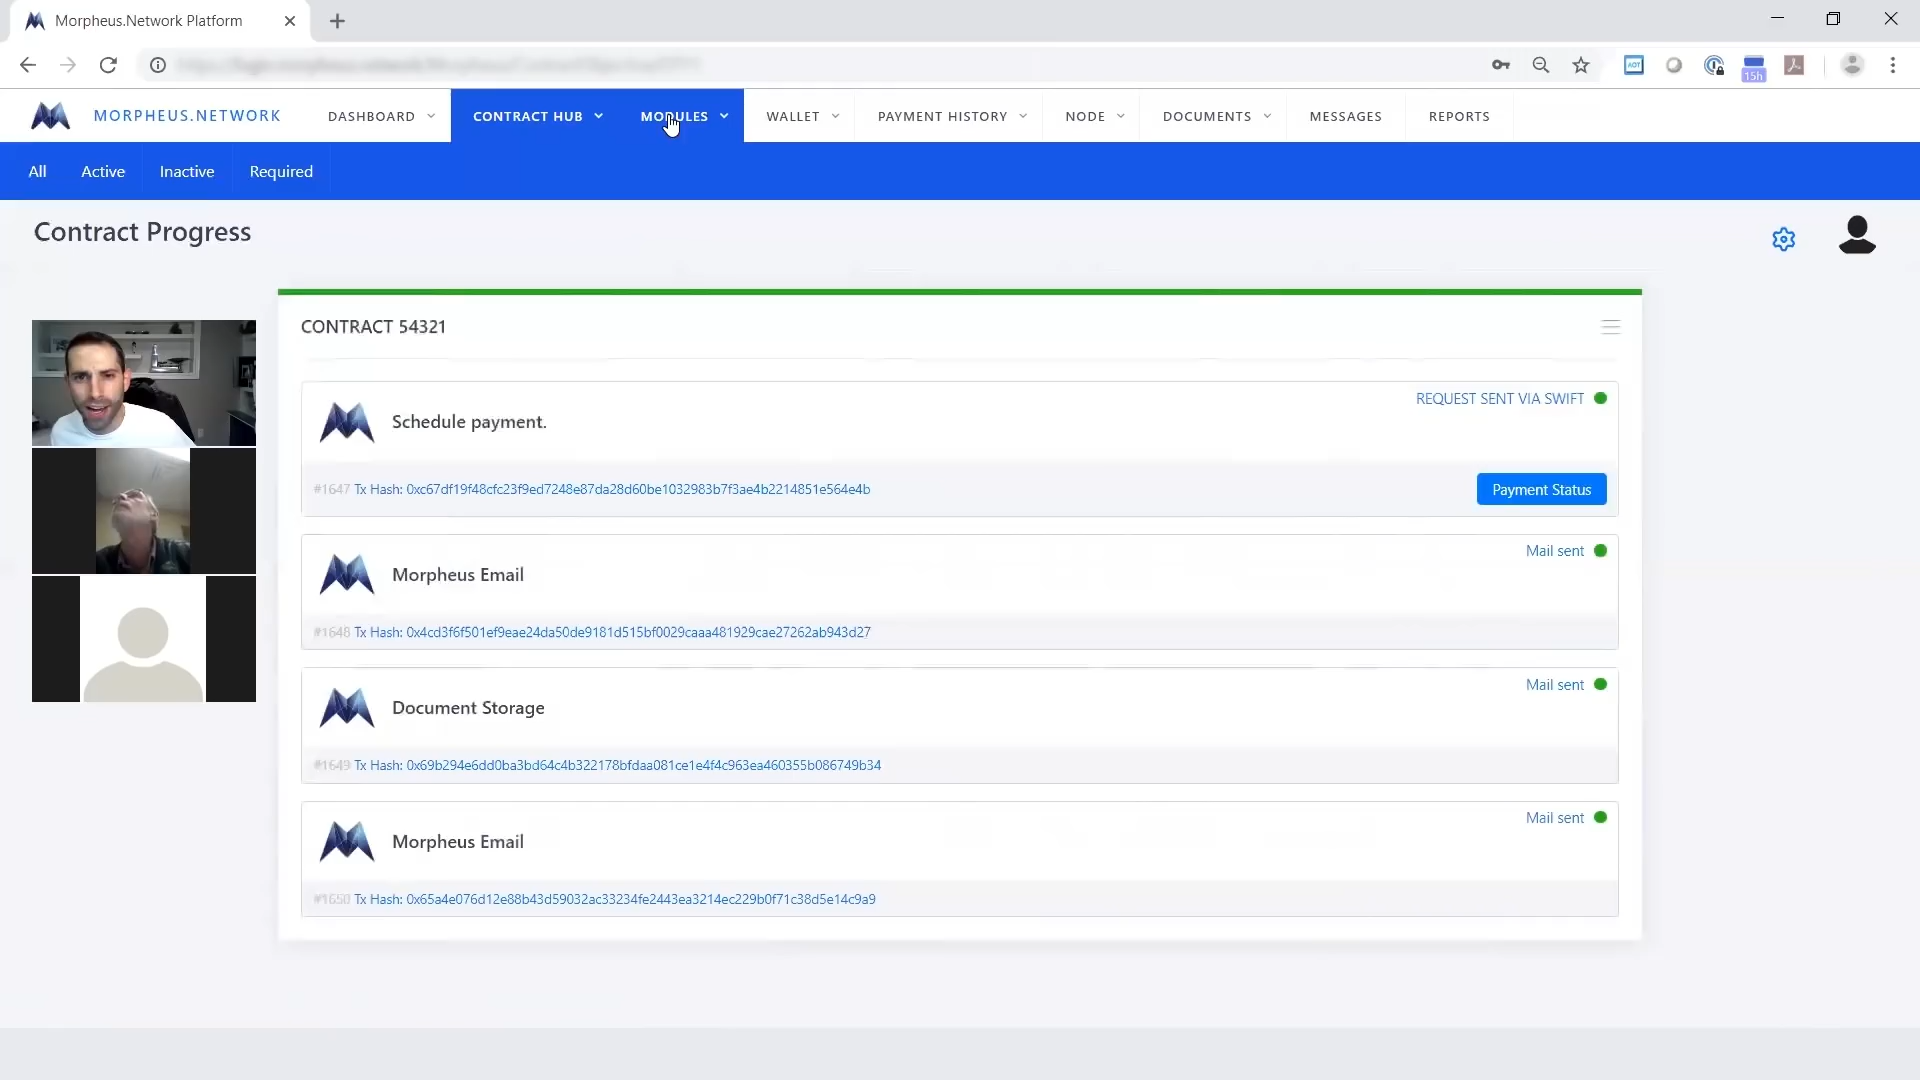 Morpheus.Network Platform
15h
MORPHEUS.NETWORK
DASHBOARD
CONTRACT HUB
MODULES
WALLET
PAYMENT HISTORY
NODE
DOCUMENTS
MESSAGES
REPORTS
All
Active
Inactive
Required
Contract Progress
CONTRACT 54321
REQUEST SENT VIA SWIFT
Schedule payment.
#1647 Tx Hash: 0xc67df19f48cfc23f9ed7248e87da28d60be1032983b7f3ae4b2214851e564e4b
Payment Status
Mail sent
Morpheus Email
#1648 Tx Hash: 0x4cd3f6f501ef9eae24da50de9181d515bf0029caaa481929cae27262ab943d27
Mail sent
Document Storage
#1649 Tx Hash: 0x69b294e6dd0ba3bd64c4b322178bfdaa081ce1e4f4c963ea460355b086749b34
Mail sent
Morpheus Email
#1650 Tx Hash: 0x65a4e076d12e88b43d59032ac33234fe2443ea3214ec229b0f71c38d5e14c9a9